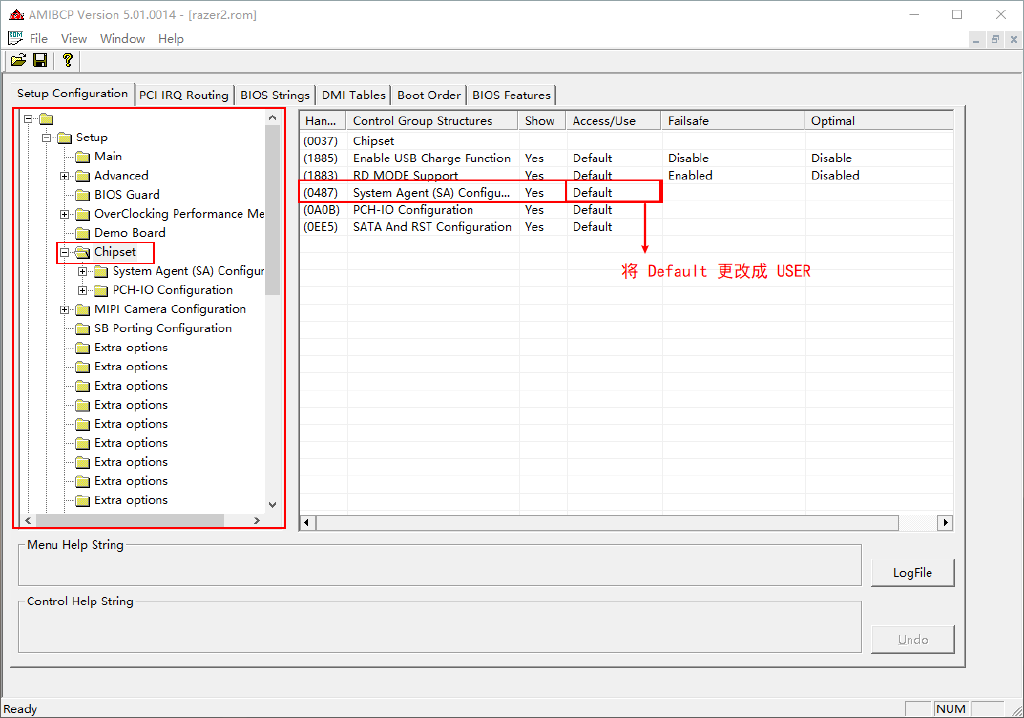 AMIBCP Version 5.01.0014 - [razer2.rom]
File View Window Help
Setup Configuration PCI IRQ Routing BIOS Strings DMI Tables Boot Order BIOS Features
Setup
Main
Advanced
BIOS Guard
OverClocking Performance Me
Demo Board
Chipset
System Agent (SA) Configur
PCH-IO Configuration
MIPI Camera Configuration
SB Porting Configuration
Extra options
Extra options
Extra options
Extra options
Extra options
Extra options
Extra options
Extra options
Extra options
Han... Control Group Structures Show Access/Use Failsafe Optimal
(0037) Chipset
(1885) Enable USB Charge Function Yes Default Disable Disable
(1883) RD MODE Support Yes Default Enabled Disabled
(0487) System Agent (SA) Configu... Yes Default
(0A0B) PCH-IO Configuration Yes Default
(0EE5) SATA And RST Configuration Yes Default
将 Default 更改成 USER
Menu Help String
LogFile
Control Help String
Undo
Ready NUM